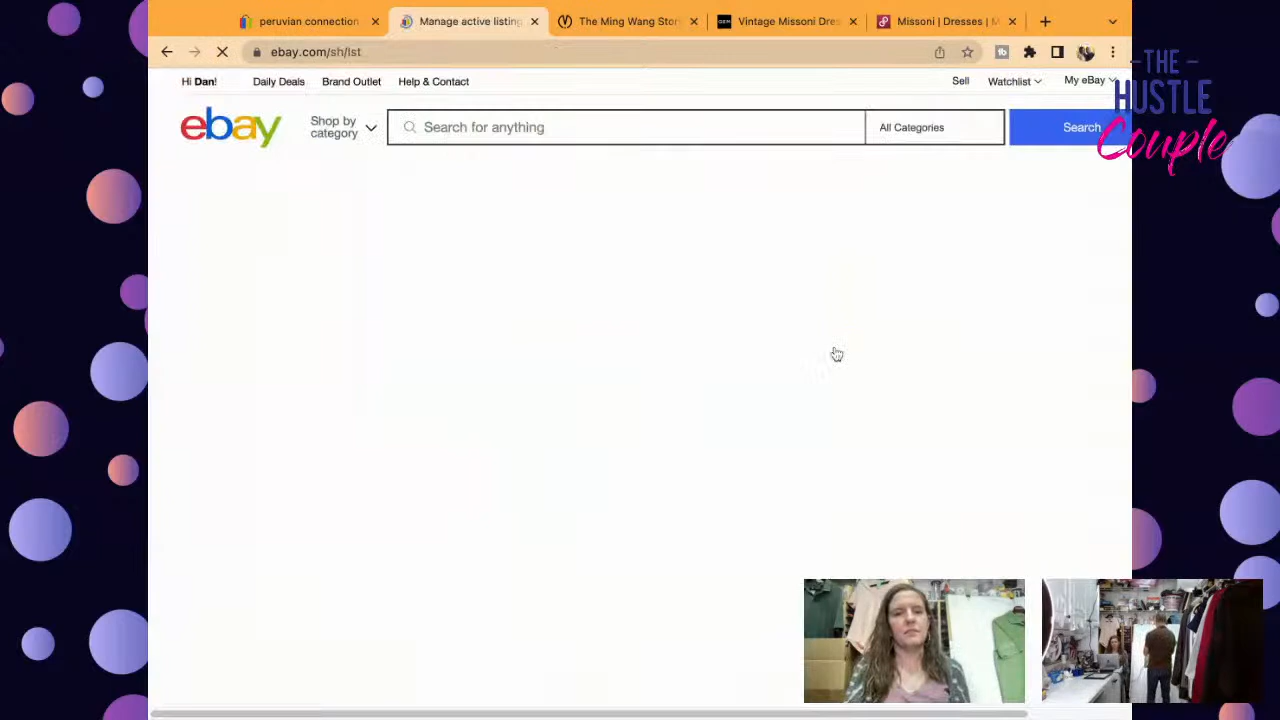 peruvian connection
Manage active listing
The Ming Wang Stor
Vintage Missoni Dres
Missoni | Dresses | M
ebay.com/sh/lst
Hi Dan!
Daily Deals
Brand Outlet
Help & Contact
Sell
Watchlist
My eBay
ebay
Shop by
category
Search for anything
All Categories
Search
-THE-
HUSTLE
Couple